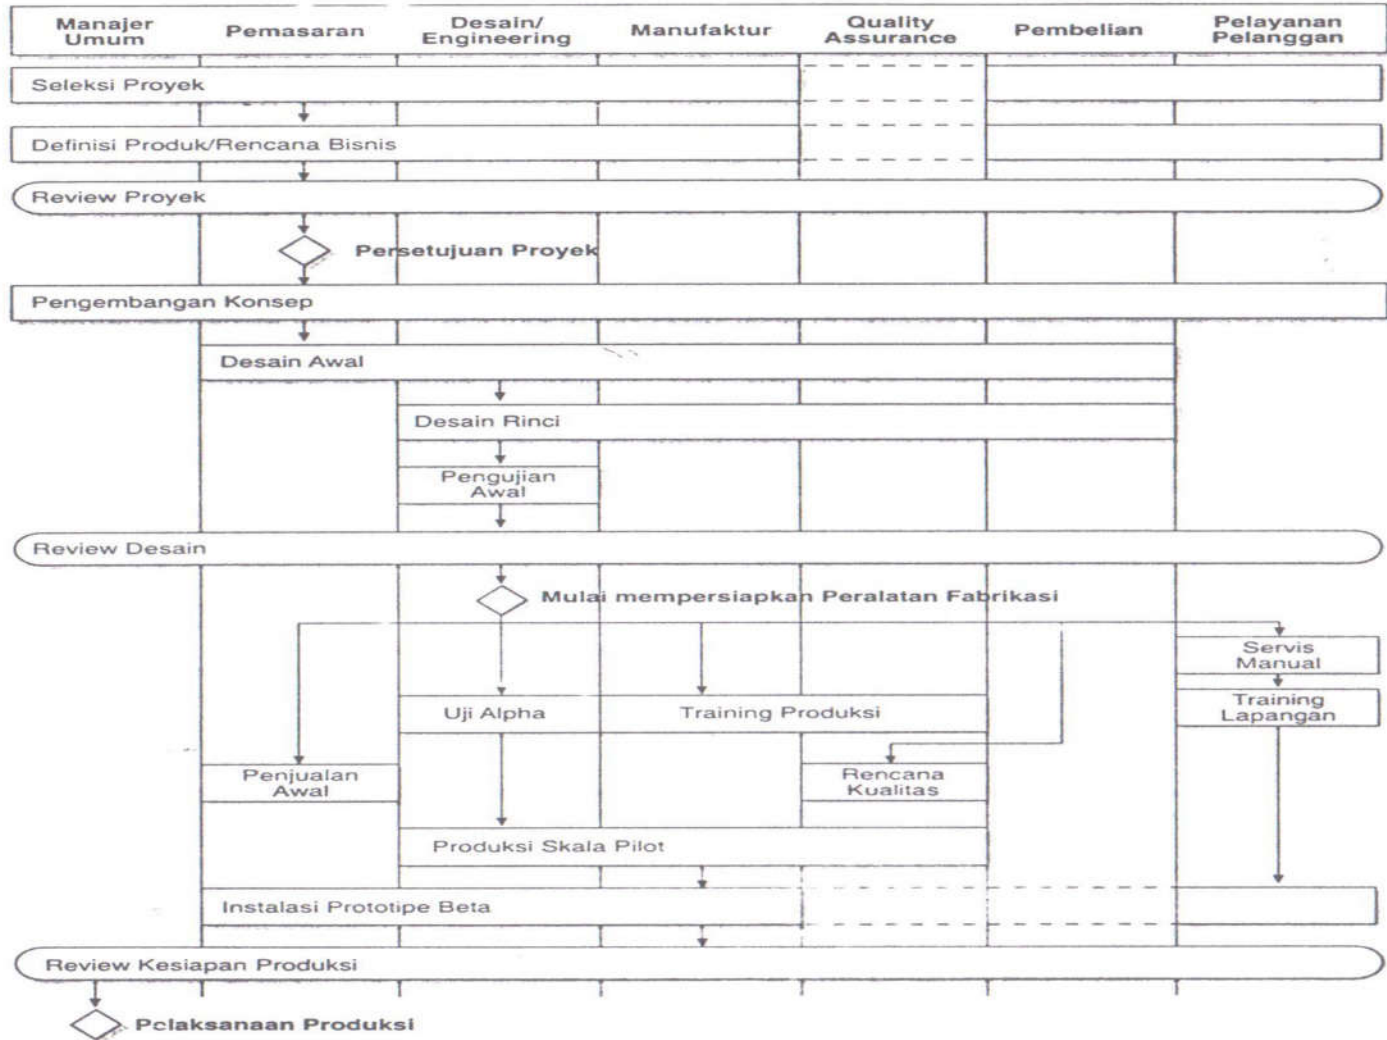 Manajer
Umum
Pemasaran
Desain/
Engineering
Manufaktur
Quality
Assurance
Pembelian
Pelayanan
Pelanggan
Seleksi Proyek
Definisi Produk/Rencana Bisnis
Review Proyek
Persetujuan Proyek
Pengembangan Konsep
Desain Awal
Desain Rinci
Pengujian
Awal
Review Desain
Mulai mempersiapkan Peralatan Fabrikasi
Servis
Manual
Uji Alpha
Training Produksi
Training
Lapangan
Penjualan
Awal
Rencana
Kualitas
Produksi Skala Pilot
Instalasi Prototipe Beta
Review Kesiapan Produksi
Pelaksanaan Produksi